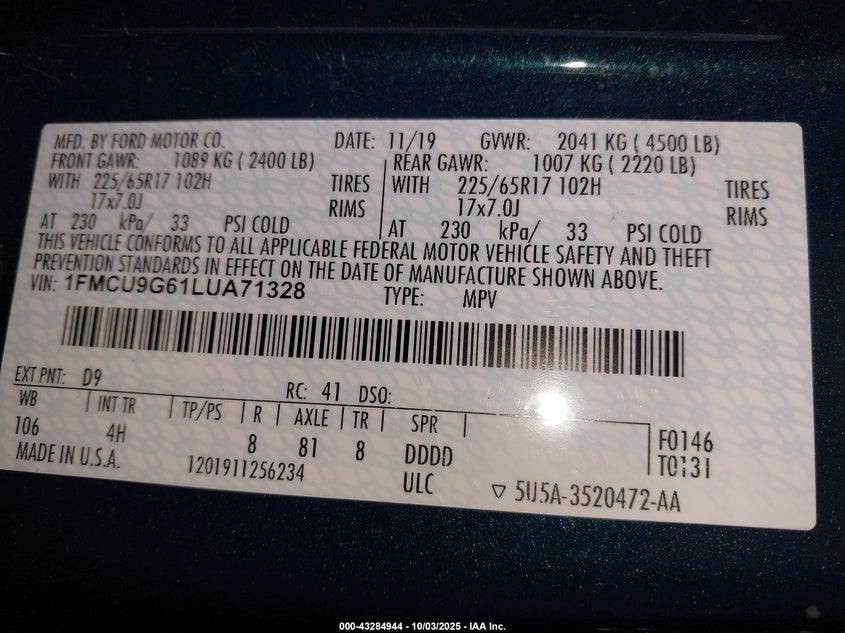 MFD. BY FORD MOTOR CO. DATE: 11/19 GVWR: 2041 KG ( 4500 LB)
FRONT GAWR: 1089 KG ( 2400 LB) REAR GAWR: 1007 KG ( 2220 LB)
WITH 225/65R17 102H TIRES WITH 225/65R17 102H TIRES
17x7.0J RIMS 17x7.0J RIMS
AT 230 kPa/ 33 PSI COLD AT 230 kPa/ 33 PSI COLD
THIS VEHICLE CONFORMS TO ALL APPLICABLE FEDERAL MOTOR VEHICLE SAFETY AND THEFT
PREVENTION STANDARDS IN EFFECT ON THE DATE OF MANUFACTURE SHOWN ABOVE.
VIN: 1FMCU9G61LUA71328 TYPE: MPV
EXT PNT: D9 RC: 41 DSO:
WB INT TR TP/PS R AXLE TR SPR
106 4H 8 81 8 DDDD F0146
MADE IN U.S.A. 1201911256234 ULC T0131
5U5A-3520472-AA
000-43284944 - 10/03/2025 - IAA Inc.